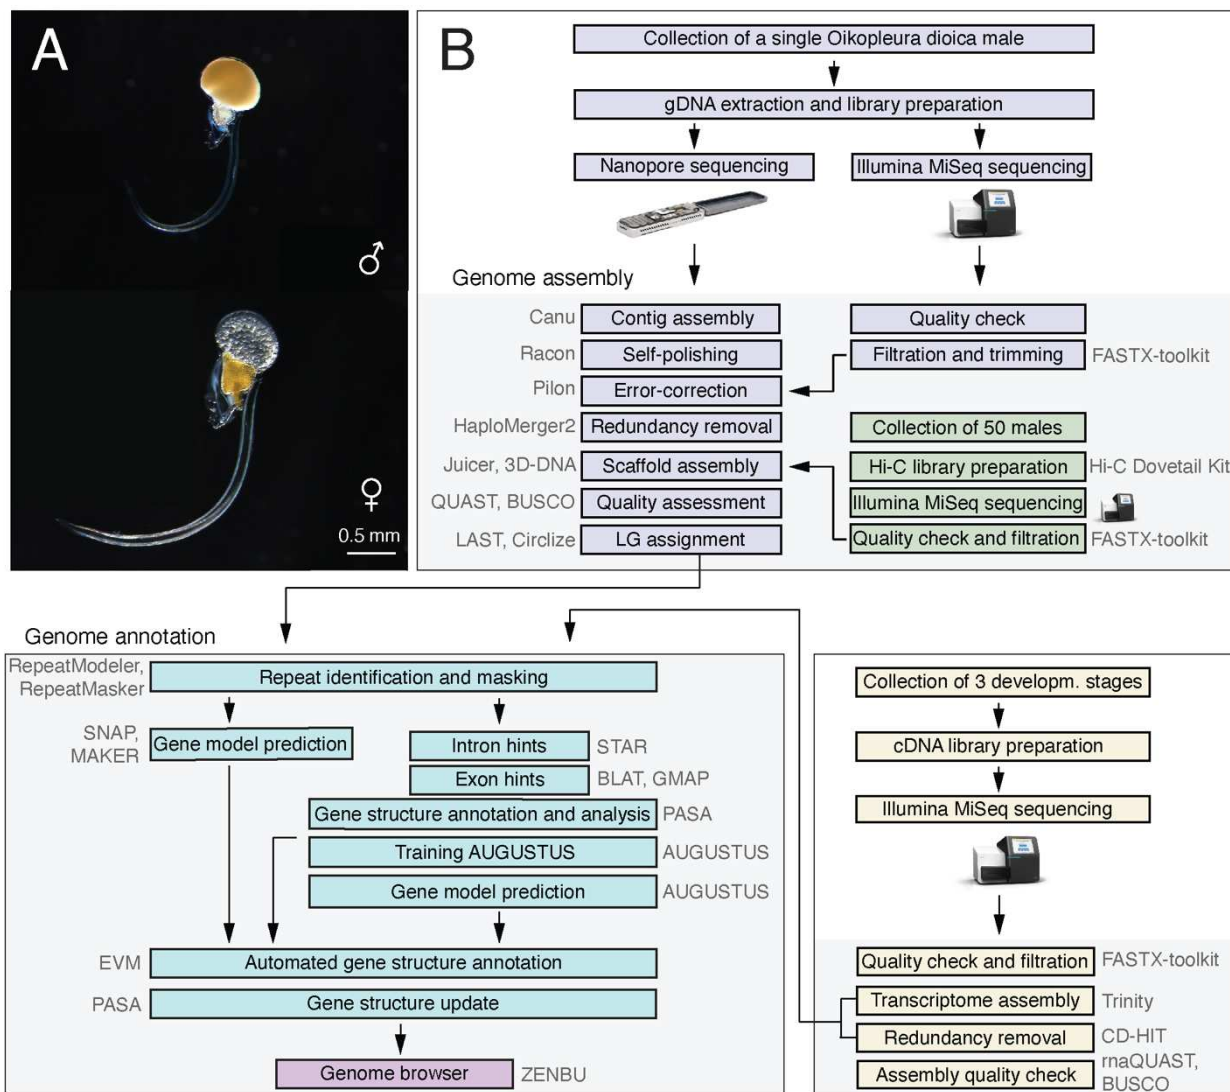 A
♂
♀
0.5 mm
B
Collection of a single Oikopleura dioica male
gDNA extraction and library preparation
Nanopore sequencing
Illumina MiSeq sequencing
Genome assembly
Canu
Contig assembly
Quality check
Racon
Self-polishing
Filtration and trimming
FASTX-toolkit
Pilon
Error-correction
HaploMerger2
Redundancy removal
Collection of 50 males
Juicer, 3D-DNA
Scaffold assembly
Hi-C library preparation
Hi-C Dovetail Kit
QUAST, BUSCO
Quality assessment
Illumina MiSeq sequencing
LAST, Circlize
LG assignment
Quality check and filtration
FASTX-toolkit
Genome annotation
RepeatModeler,
RepeatMasker
Repeat identification and masking
SNAP,
MAKER
Gene model prediction
Intron hints
STAR
Exon hints
BLAT, GMAP
Gene structure annotation and analysis
PASA
Training AUGUSTUS
AUGUSTUS
Gene model prediction
AUGUSTUS
EVM
Automated gene structure annotation
PASA
Gene structure update
Genome browser
ZENBU
Collection of 3 developm. stages
cDNA library preparation
Illumina MiSeq sequencing
Quality check and filtration
FASTX-toolkit
Transcriptome assembly
Trinity
Redundancy removal
CD-HIT
Assembly quality check
rnaQUAST,
BUSCO